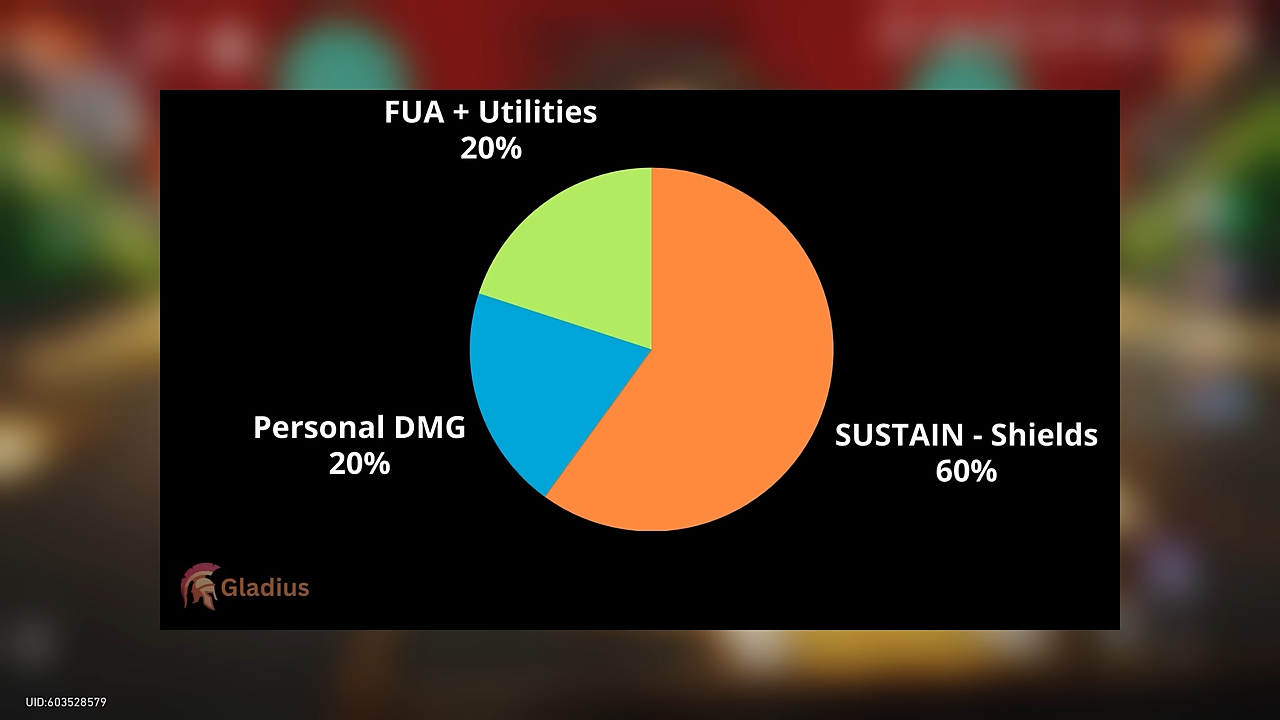 FUA + Utilities
20%
Personal DMG
20%
SUSTAIN - Shields
60%
Gladius
UID:603528579